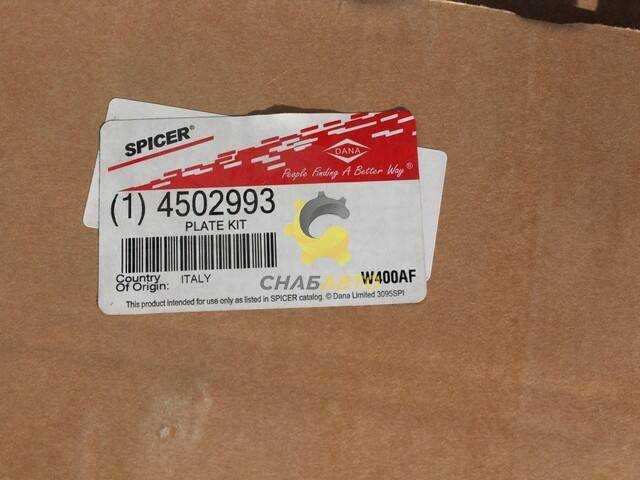 SPICER®
DANA
People Finding A Better Way®
(1) 4502993
PLATE KIT
Country Of Origin: ITALY
W400AF
СНАБАВТО
This product intended for use only as listed in SPICER catalog. © Dana Limited 3095SPI